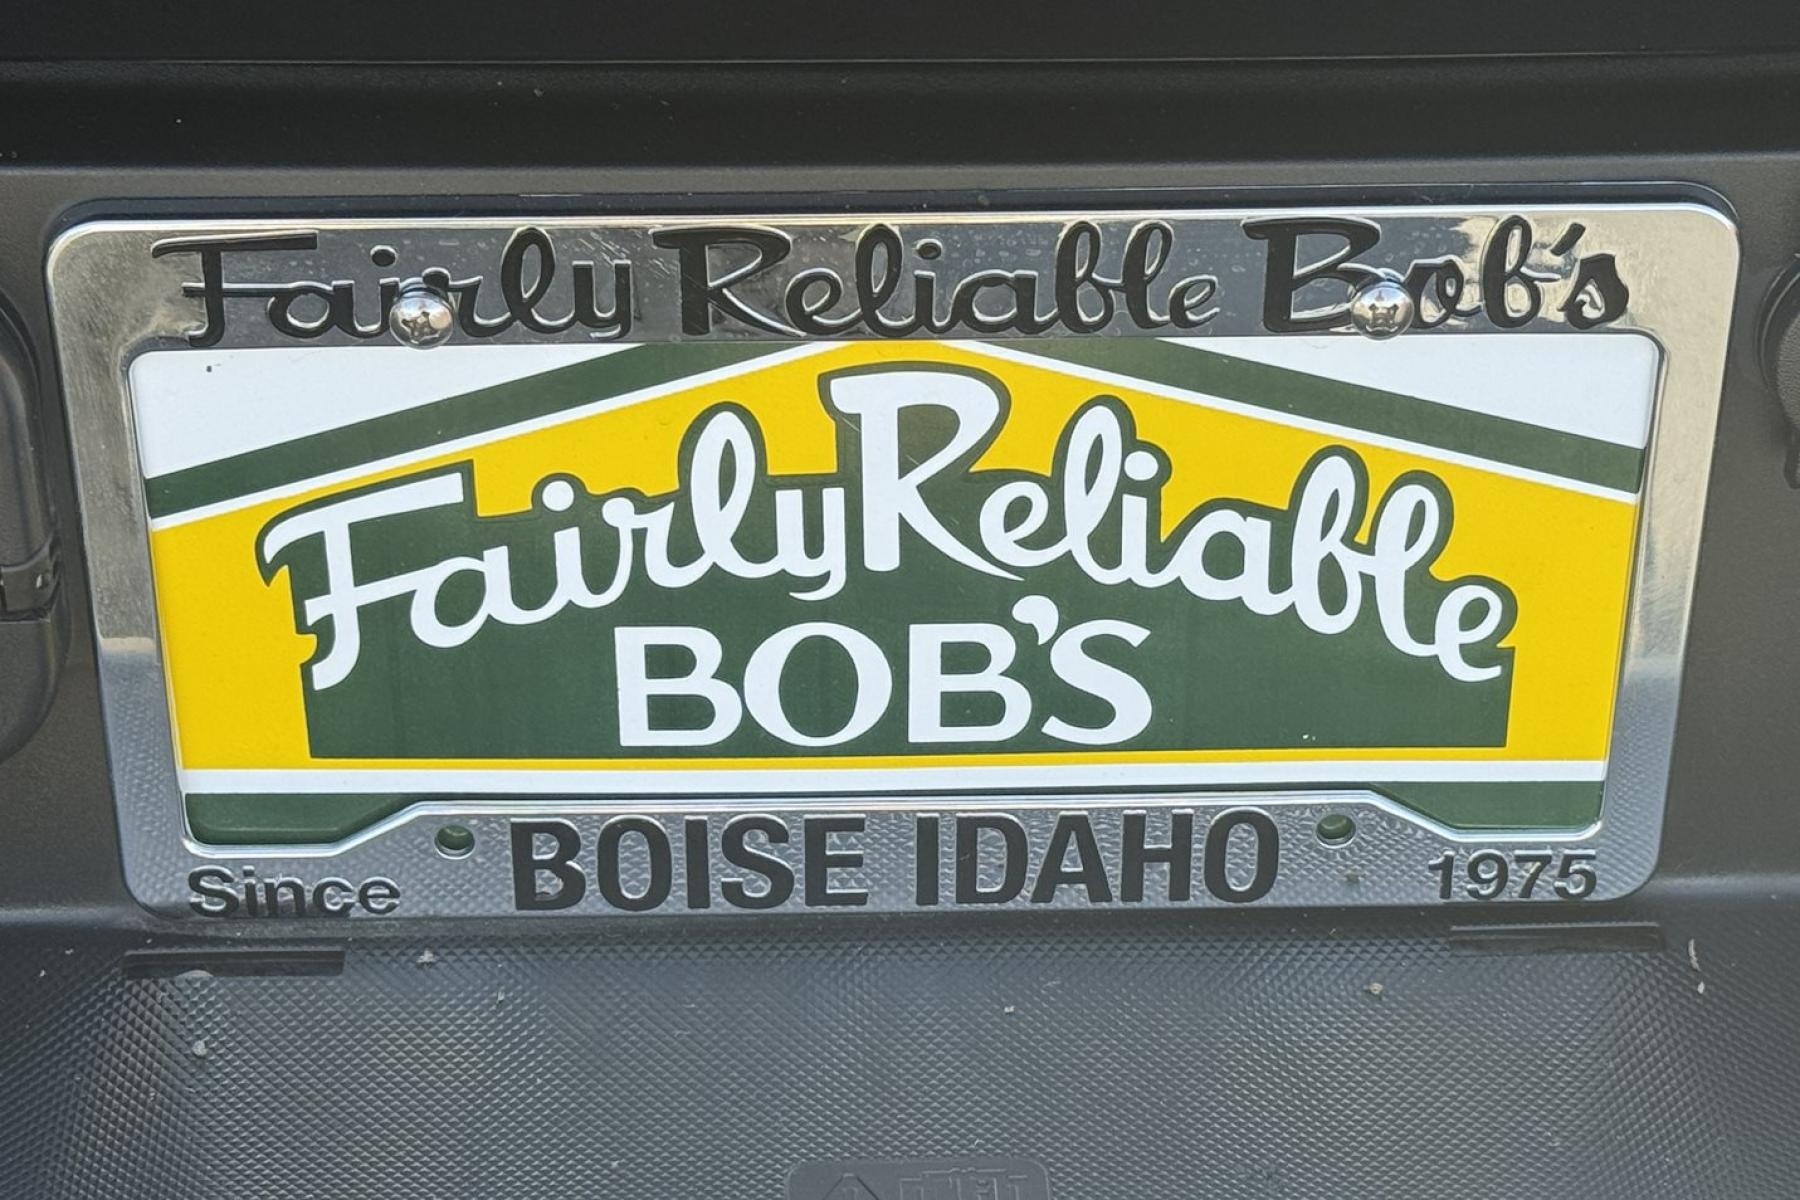 Fairly Reliable Bob's
Fairly Reliable
BOB'S
Since BOISE IDAHO 1975